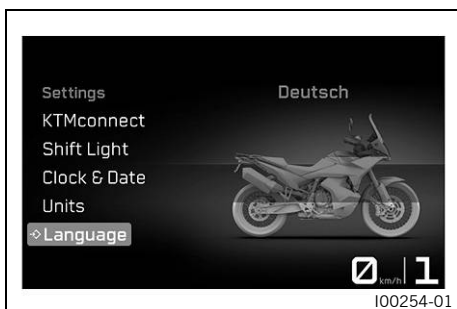 Settings
Deutsch
KTMconnect
Shift Light
Clock & Date
Units
Language
0 km/h 1
I00254-01